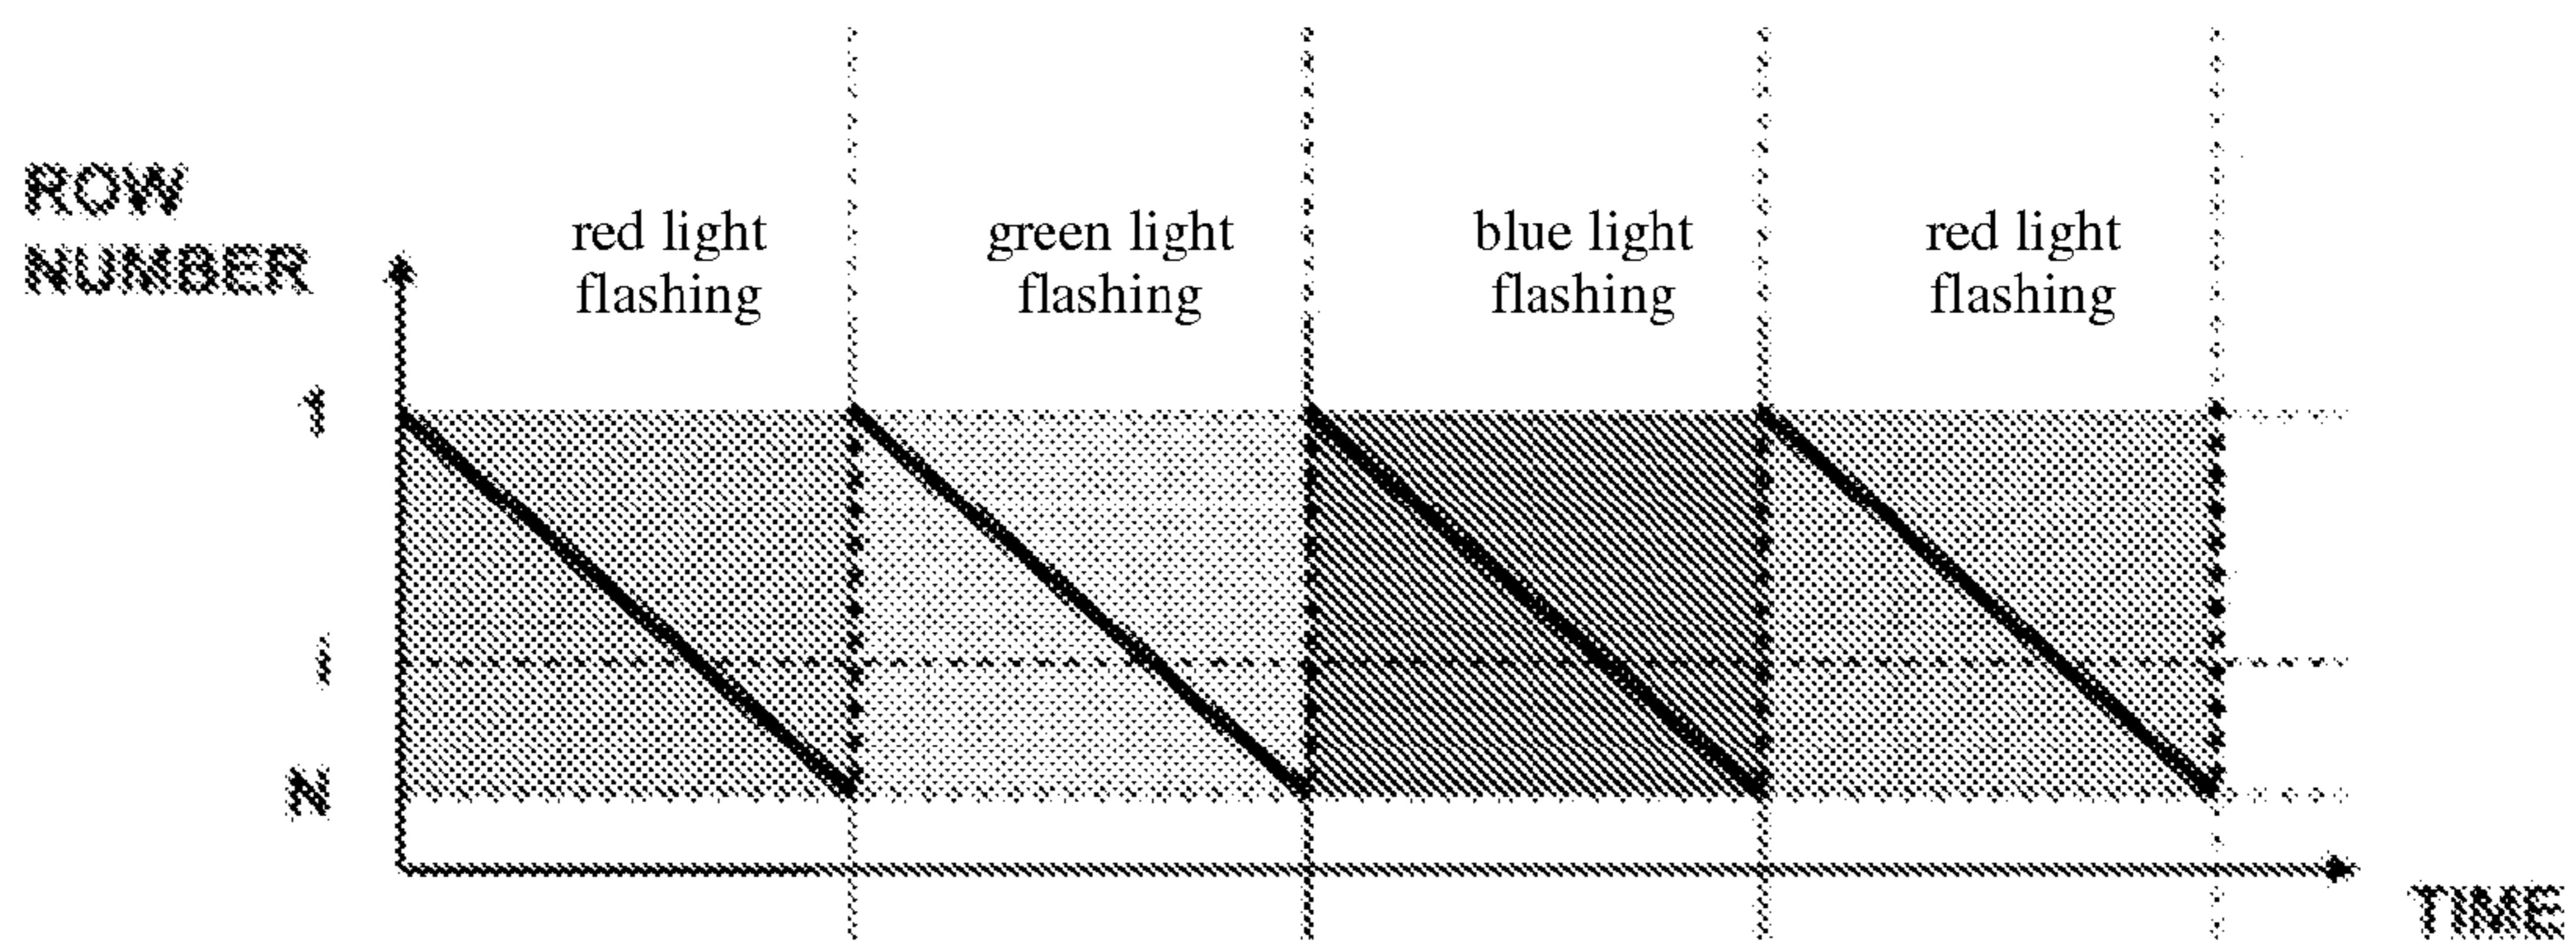 ROW
NUMBER
red light
flashing
green light
flashing
blue light
flashing
red light
flashing
1
i
N
TIME